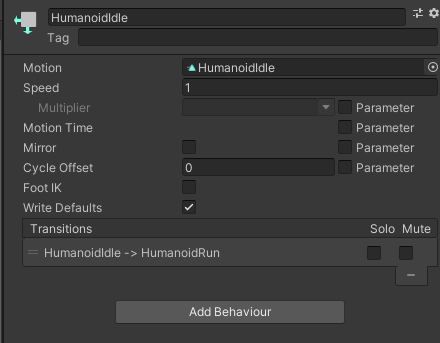 HumanoidIdle
Tag
Motion HumanoidIdle
Speed 1
Multiplier Parameter
Motion Time Parameter
Mirror Parameter
Cycle Offset 0 Parameter
Foot IK
Write Defaults
Transitions Solo Mute
HumanoidIdle -> HumanoidRun
Add Behaviour